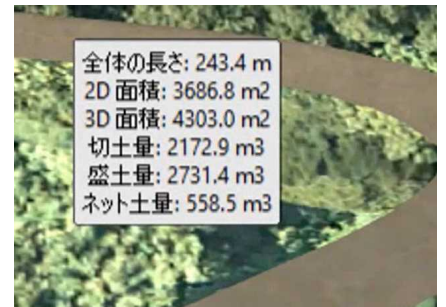 全体の長さ: 243.4 m
2D 面積: 3686.8 m2
3D 面積: 4303.0 m2
切土量: 2172.9 m3
盛土量: 2731.4 m3
ネット土量: 558.5 m3